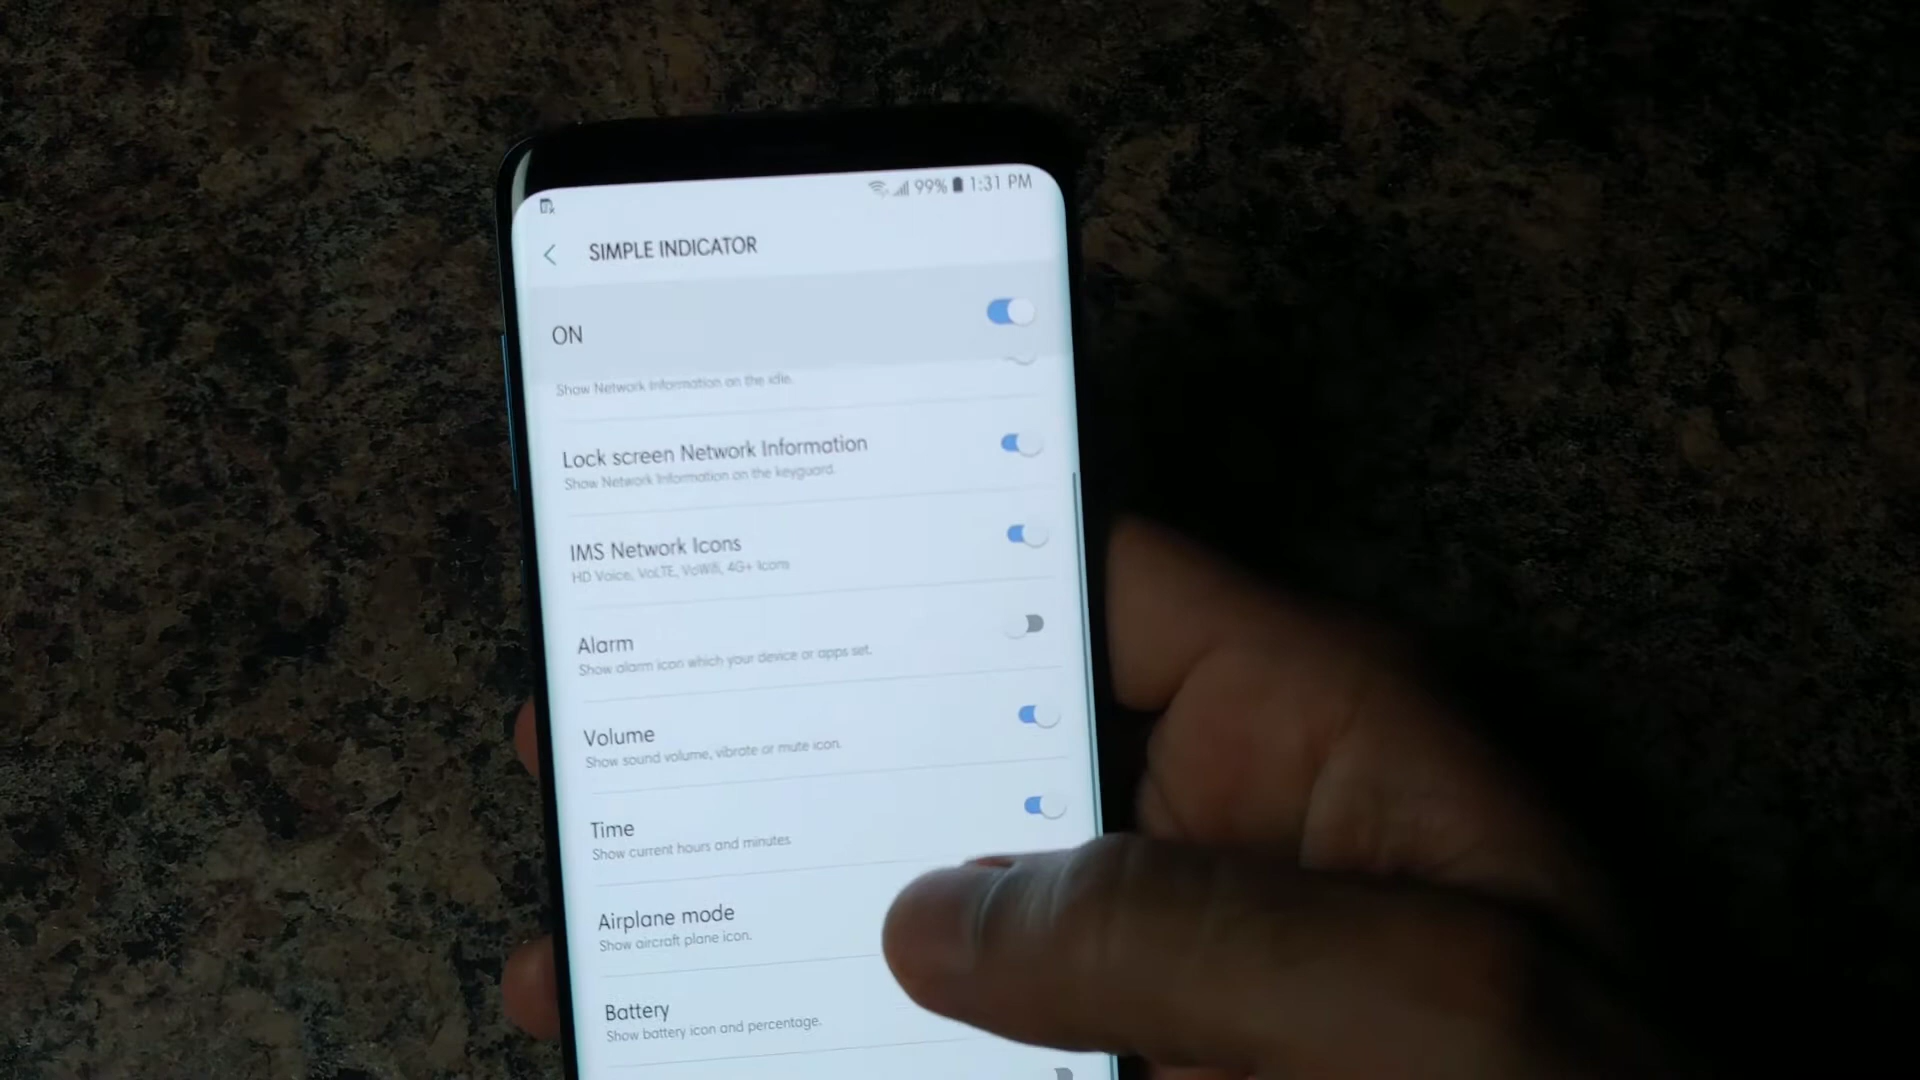 99% 1:31 PM
SIMPLE INDICATOR
ON
Show Network Information on the idle.
Lock screen Network Information
Show Network Information on the keyguard.
IMS Network Icons
HD Voice, VoLTE, VoWifi, 4G+ Icons
Alarm
Show alarm icon which your device or apps set.
Volume
Show sound volume, vibrate or mute icon.
Time
Show current hours and minutes
Airplane mode
Show aircraft plane icon.
Battery
Show battery icon and percentage.